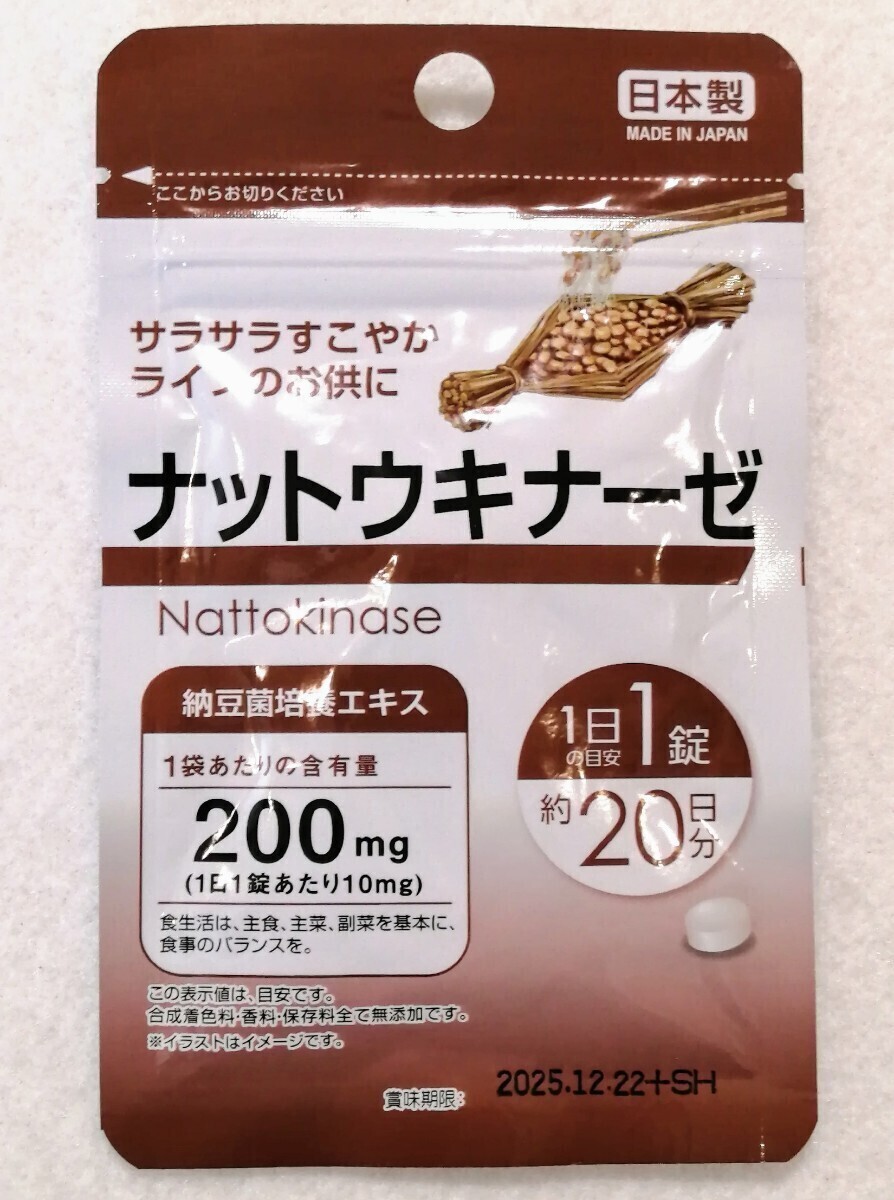 日本製
MADE IN JAPAN
ここからお切りください
サラサラすこやか
ラインのお供に
ナットウキナーゼ
Nattokinase
納豆菌培養エキス
1袋あたりの含有量
200mg
(1日1錠あたり10mg)
食生活は、主食、主菜、副菜を基本に、
食事のバランスを。
1日の目安1錠
約20日分
この表示値は、目安です。
合成着色料・香料・保存料全て無添加です。
※イラストはイメージです。
賞味期限: 2025.12.22+SH